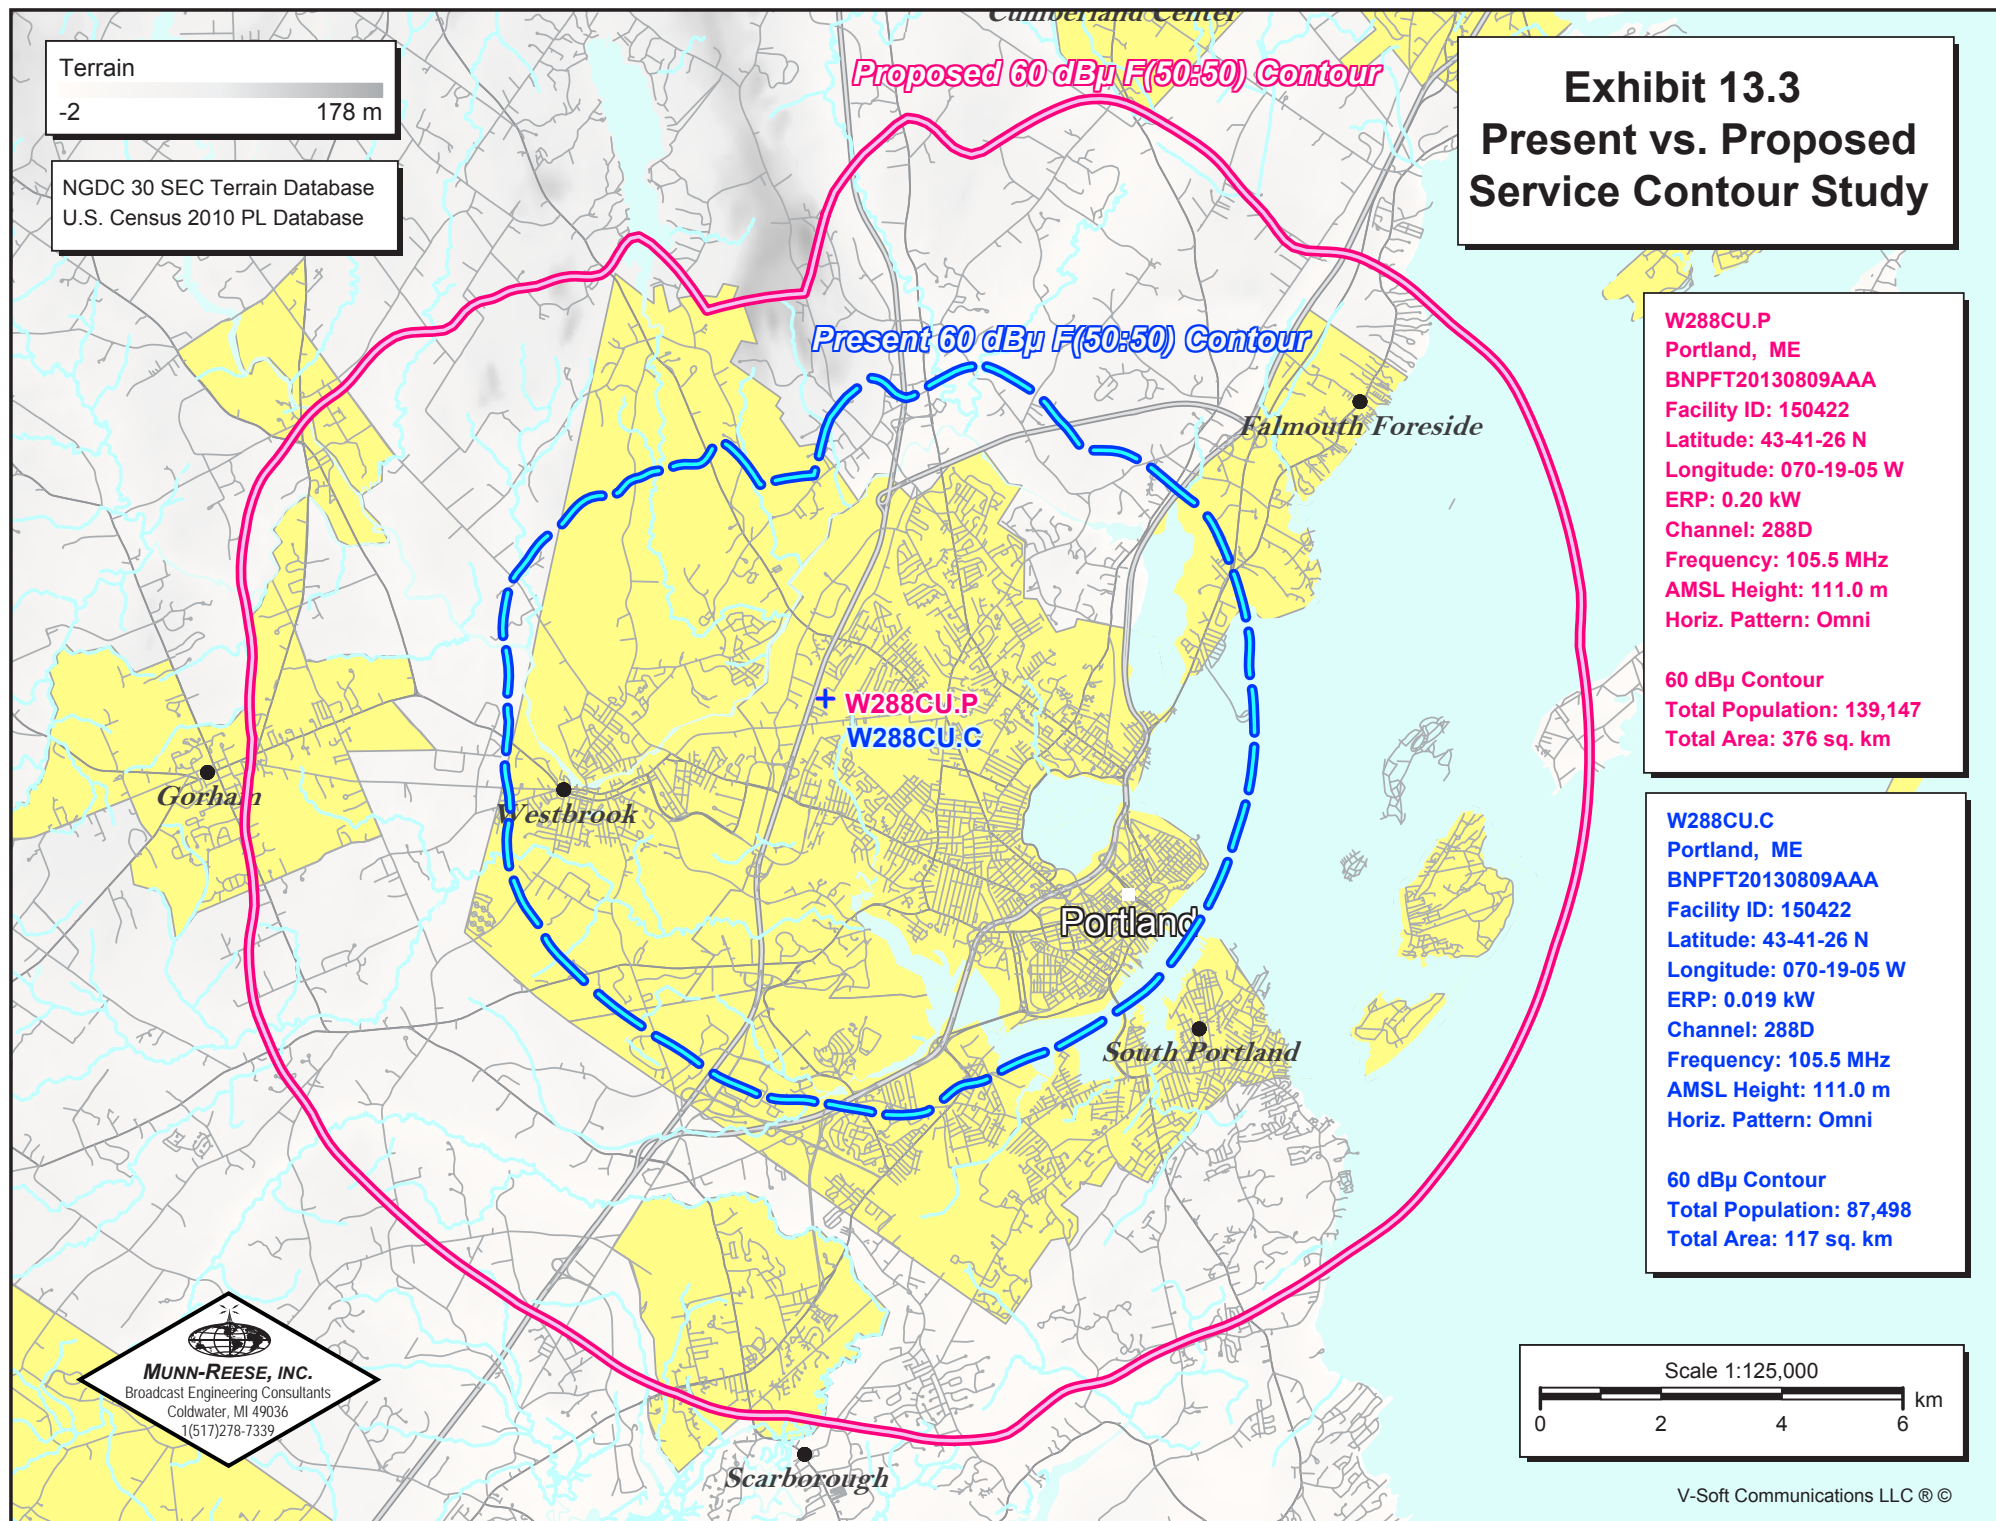 Cumberland Center
Terrain
-2 178 m
NGDC 30 SEC Terrain Database
U.S. Census 2010 PL Database
Proposed 60 dBµ F(50:50) Contour
Exhibit 13.3
Present vs. Proposed
Service Contour Study
Present 60 dBµ F(50:50) Contour
Falmouth Foreside
W288CU.P
W288CU.C
Gorham
Westbrook
Portland
South Portland
Scarborough
W288CU.P
Portland, ME
BNPFT20130809AAA
Facility ID: 150422
Latitude: 43-41-26 N
Longitude: 070-19-05 W
ERP: 0.20 kW
Channel: 288D
Frequency: 105.5 MHz
AMSL Height: 111.0 m
Horiz. Pattern: Omni
60 dBµ Contour
Total Population: 139,147
Total Area: 376 sq. km
W288CU.C
Portland, ME
BNPFT20130809AAA
Facility ID: 150422
Latitude: 43-41-26 N
Longitude: 070-19-05 W
ERP: 0.019 kW
Channel: 288D
Frequency: 105.5 MHz
AMSL Height: 111.0 m
Horiz. Pattern: Omni
60 dBµ Contour
Total Population: 87,498
Total Area: 117 sq. km
MUNN-REESE, INC.
Broadcast Engineering Consultants
Coldwater, MI 49036
1(517)278-7339
Scale 1:125,000
km
0 2 4 6
V-Soft Communications LLC ® ©